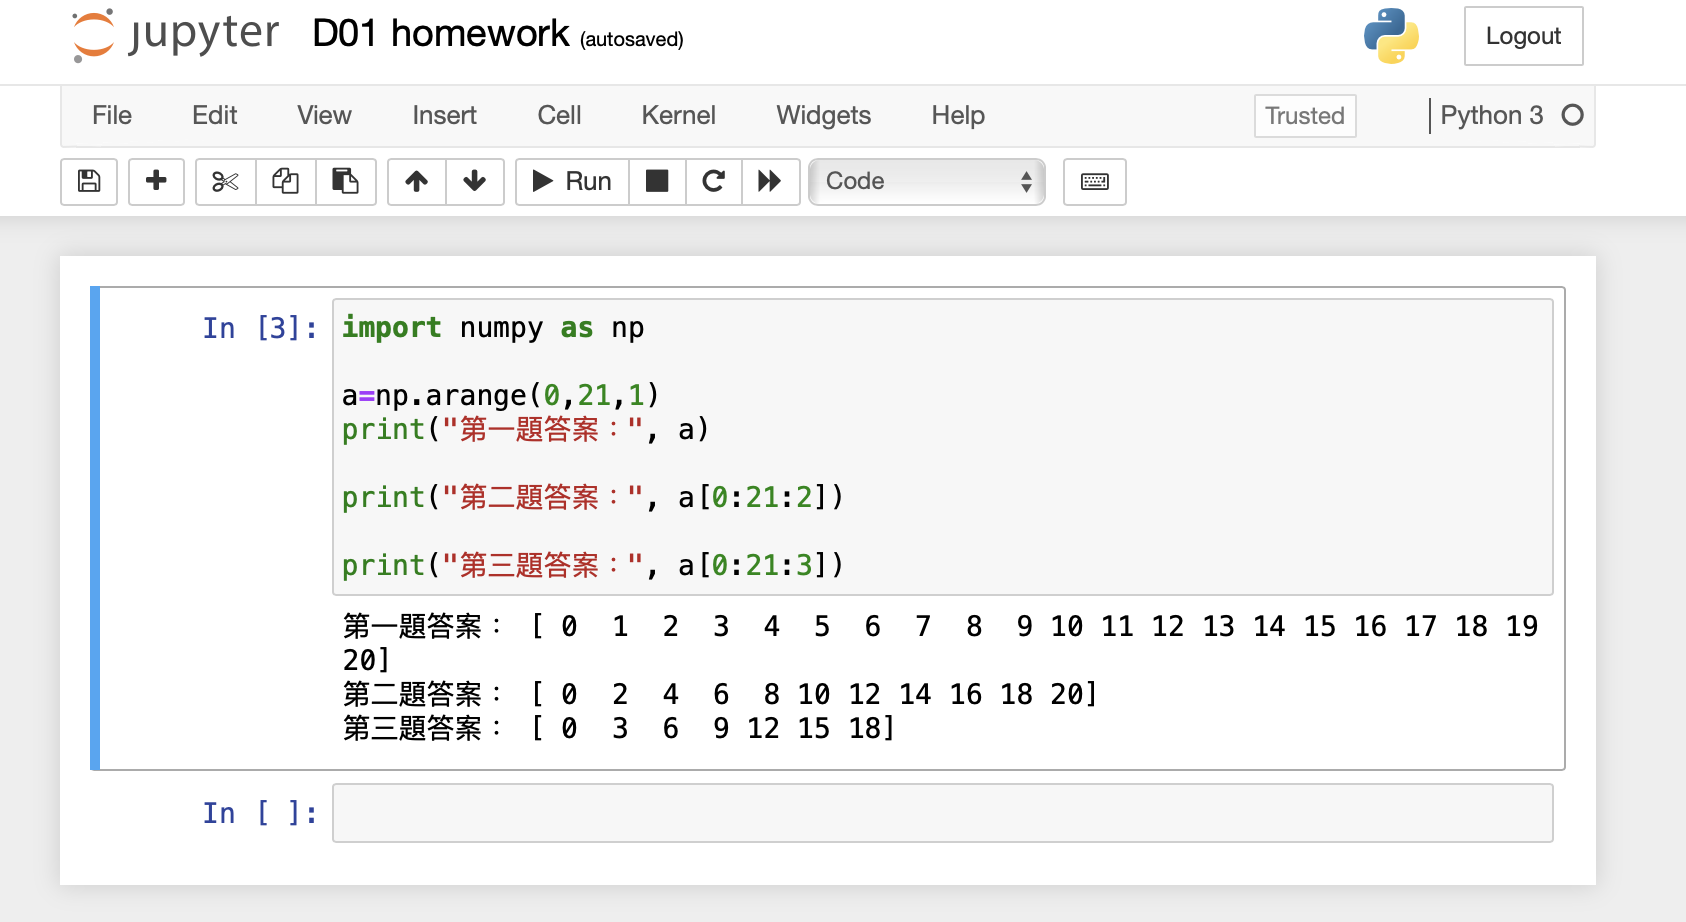 jupyter D01 homework (autosaved) Logout
File Edit View Insert Cell Kernel Widgets Help Trusted Python 3
Run Code
In [3]: import numpy as np
a=np.arange(0,21,1)
print("第一題答案：", a)
print("第二題答案：", a[0:21:2])
print("第三題答案：", a[0:21:3])
第一題答案： [ 0  1  2  3  4  5  6  7  8  9 10 11 12 13 14 15 16 17 18 19
20]
第二題答案： [ 0  2  4  6  8 10 12 14 16 18 20]
第三題答案： [ 0  3  6  9 12 15 18]
In [ ]: